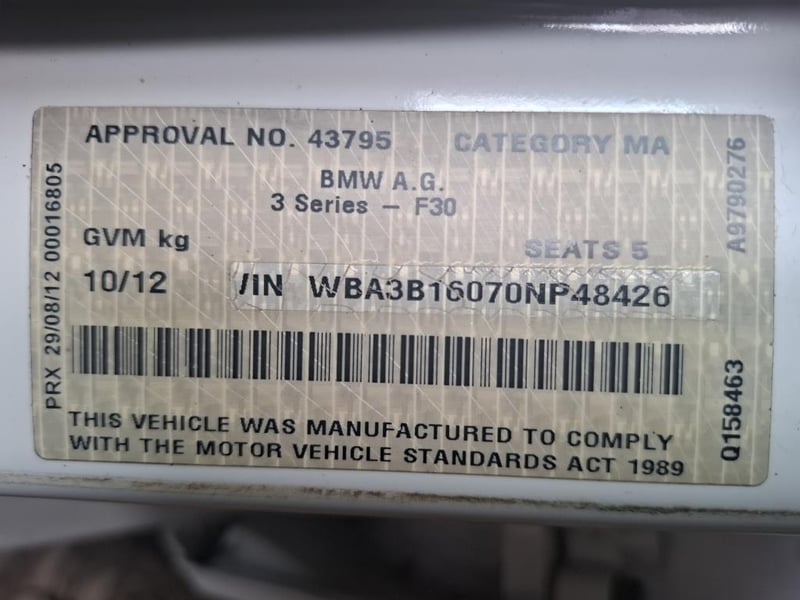 APPROVAL NO. 43795 CATEGORY MA
BMW A.G.
3 Series – F30
GVM kg SEATS 5
10/12 /IN WBA3B16070NP48426
THIS VEHICLE WAS MANUFACTURED TO COMPLY
WITH THE MOTOR VEHICLE STANDARDS ACT 1989
PRX 29/08/12 00016805
A9790276
Q158463